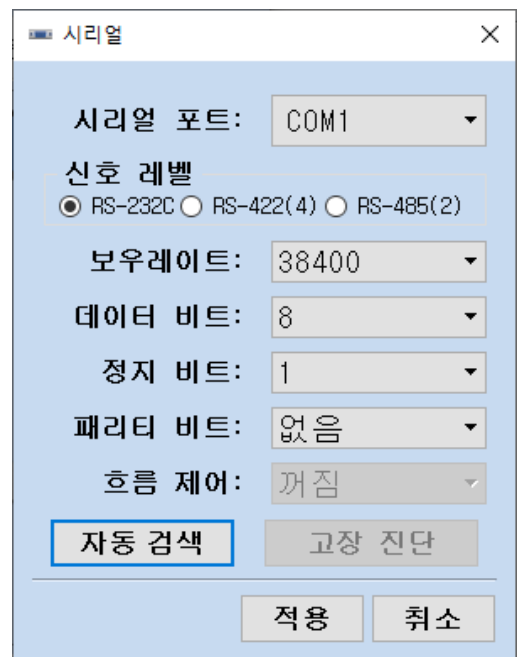 시리얼
시리얼 포트: COM1
신호 레벨
RS-232C RS-422(4) RS-485(2)
보우레이트: 38400
데이터 비트: 8
정지 비트: 1
패리티 비트: 없음
흐름 제어: 꺼짐
자동 검색 고장 진단
적용 취소